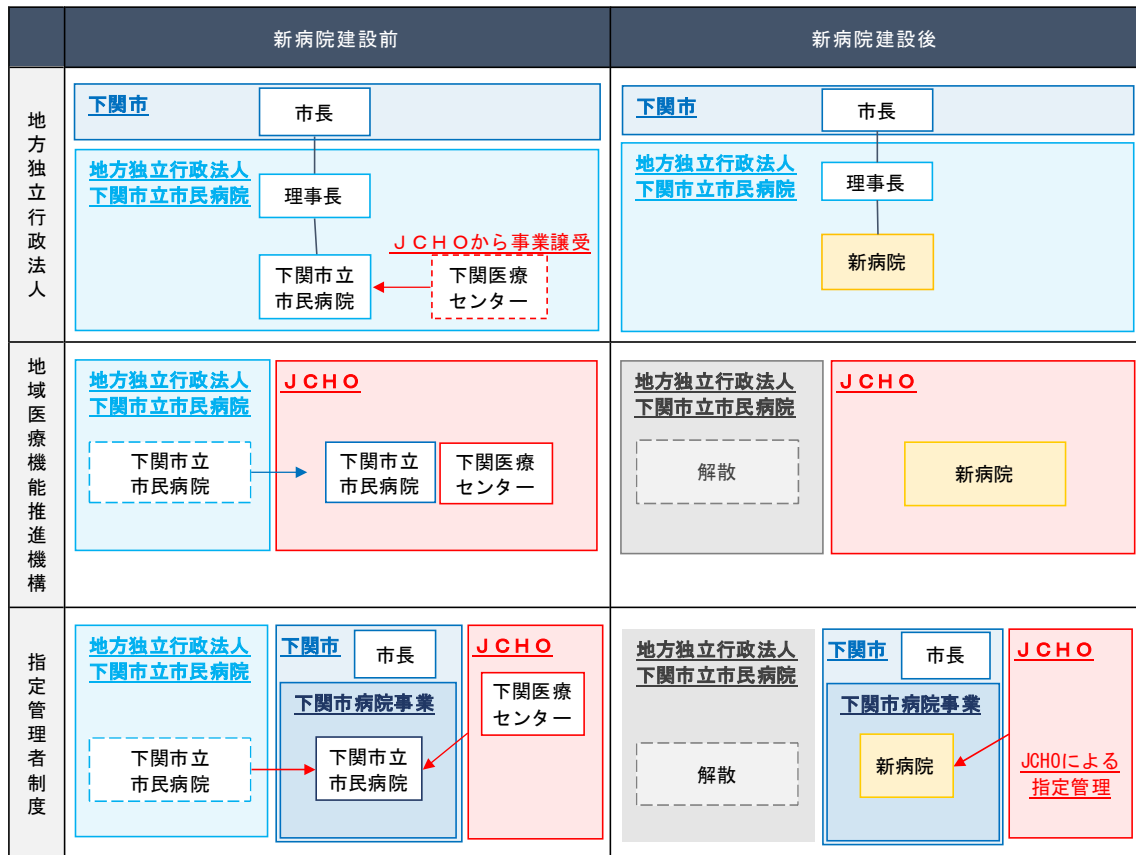 新病院建設前
新病院建設後
地方独立行政法人
下関市
市長
地方独立行政法人
下関市立市民病院
理事長
ＪＣＨＯから事業譲受
下関市立
市民病院
下関医療
センター
下関市
市長
地方独立行政法人
下関市立市民病院
理事長
新病院
地域医療機能推進機構
地方独立行政法人
下関市立市民病院
下関市立
市民病院
ＪＣＨＯ
下関市立
市民病院
下関医療
センター
地方独立行政法人
下関市立市民病院
解散
ＪＣＨＯ
新病院
指定管理者制度
地方独立行政法人
下関市立市民病院
下関市立
市民病院
下関市
市長
下関市病院事業
下関市立
市民病院
ＪＣＨＯ
下関医療
センター
地方独立行政法人
下関市立市民病院
解散
下関市
市長
下関市病院事業
新病院
ＪＣＨＯ
JCHOによる
指定管理